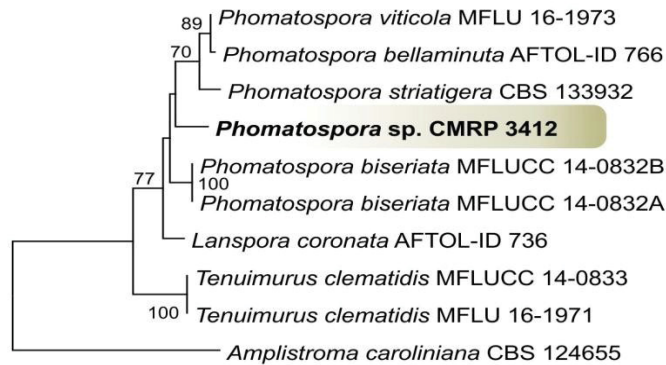 89
Phomatospora viticola MFLU 16-1973
70
Phomatospora bellaminuta AFTOL-ID 766
Phomatospora striatigera CBS 133932
Phomatospora sp. CMRP 3412
Phomatospora biseriata MFLUCC 14-0832B
77
100
Phomatospora biseriata MFLUCC 14-0832A
Lanspora coronata AFTOL-ID 736
Tenuimurus clematidis MFLUCC 14-0833
100
Tenuimurus clematidis MFLU 16-1971
Amplistroma caroliniana CBS 124655